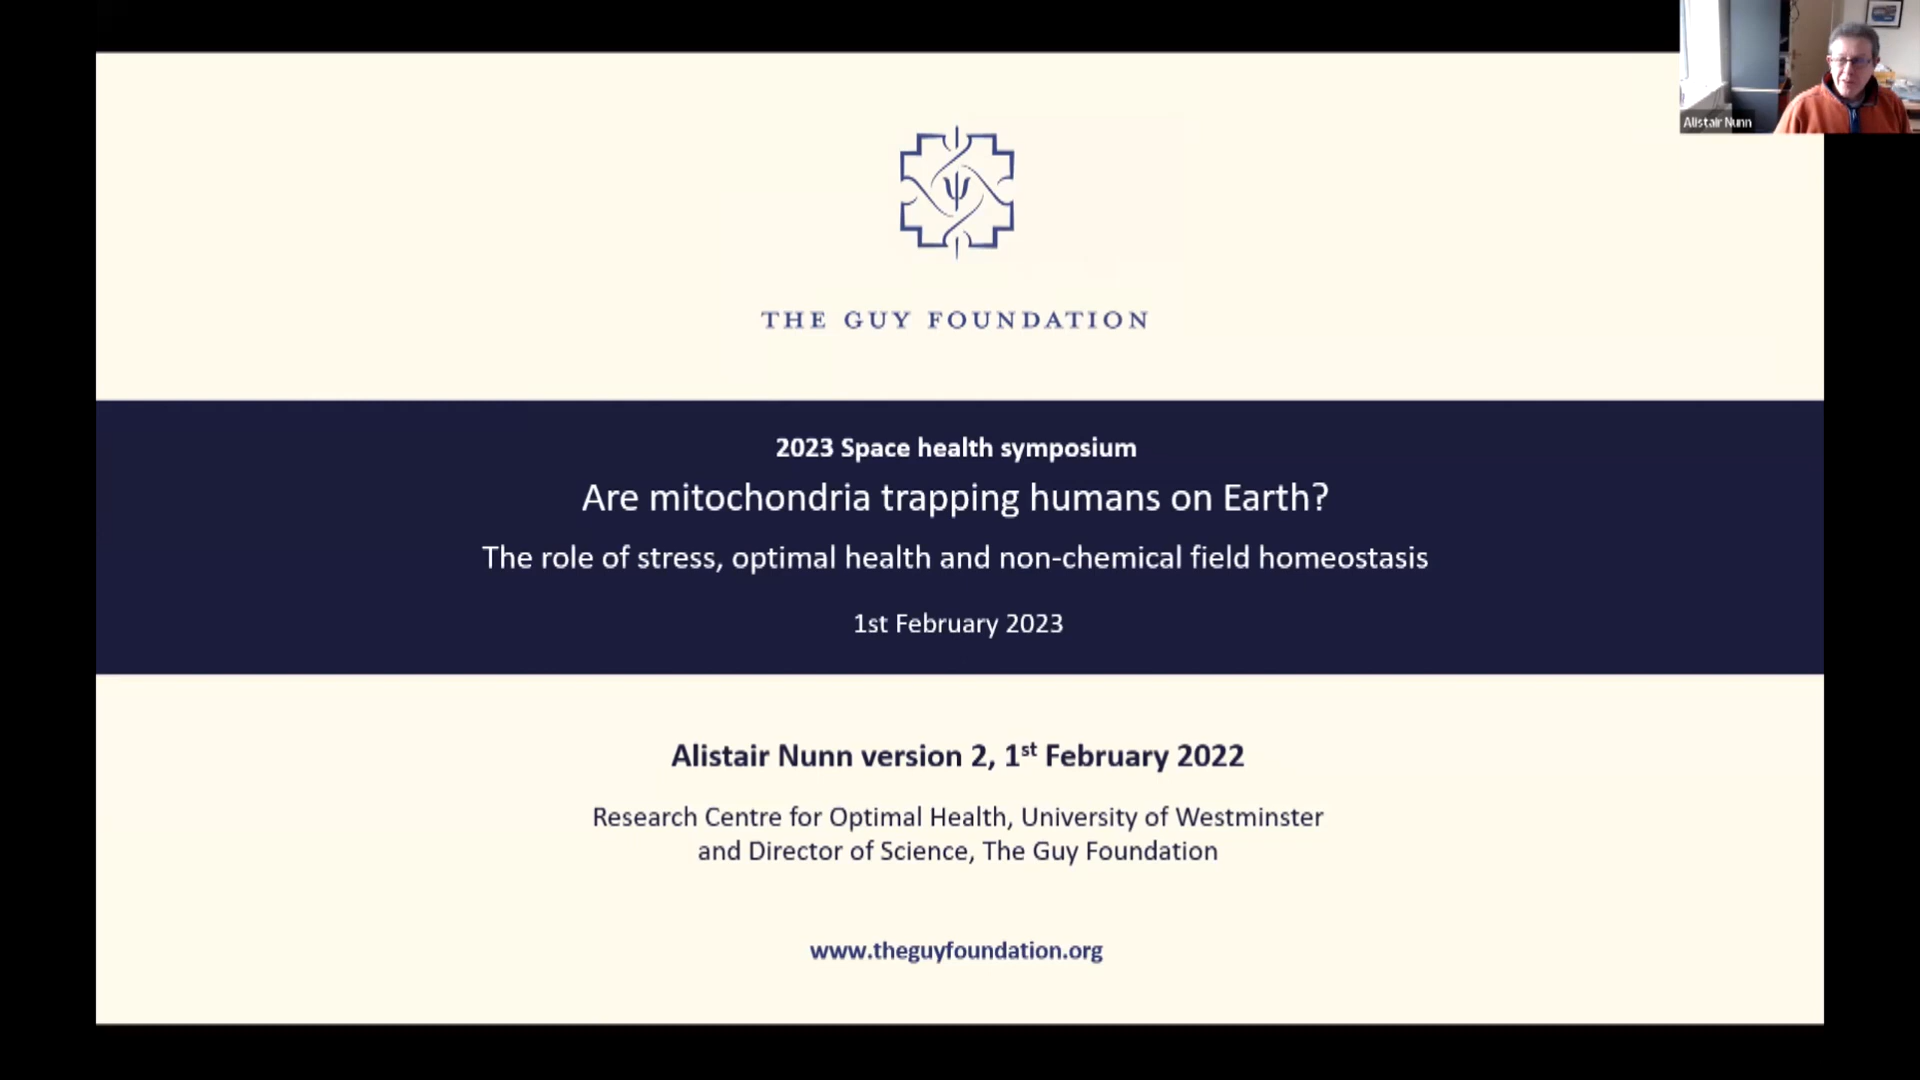 Alistair Nunn
THE GUY FOUNDATION
2023 Space health symposium
Are mitochondria trapping humans on Earth?
The role of stress, optimal health and non-chemical field homeostasis
1st February 2023
Alistair Nunn version 2, 1st February 2022
Research Centre for Optimal Health, University of Westminster
and Director of Science, The Guy Foundation
www.theguyfoundation.org